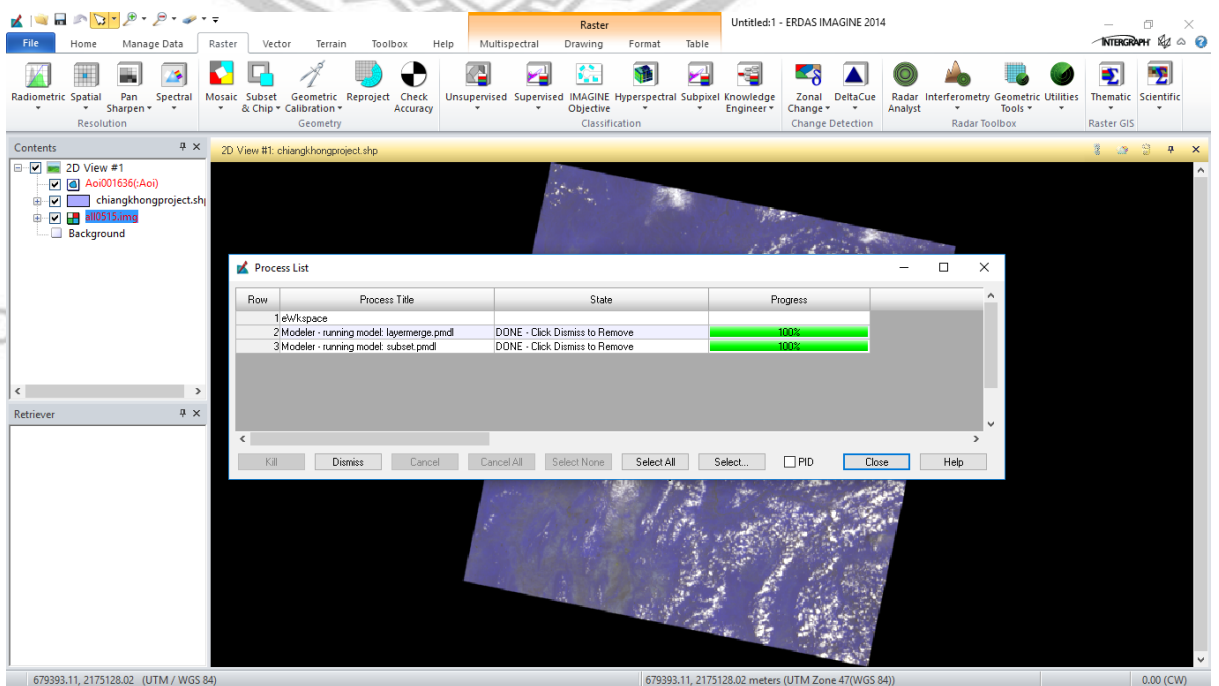 Raster
Untitled:1 - ERDAS IMAGINE 2014
File Home Manage Data Raster Vector Terrain Toolbox Help Multispectral Drawing Format Table
INTERGRAPH
Radiometric Spatial Pan Sharpen Spectral Mosaic Subset & Chip Geometric Calibration Reproject Check Accuracy Unsupervised Supervised IMAGINE Objective Hyperspectral Subpixel Knowledge Engineer Zonal Change DeltaCue Radar Analyst Interferometry Geometric Tools Utilities Thematic Scientific
Resolution Geometry Classification Change Detection Radar Toolbox Raster GIS
Contents
2D View #1: chiangkhongproject.shp
2D View #1
Aoi001636(:Aoi)
chiangkhongproject.shp
all0515.img
Background
Process List
Row Process Title State Progress
1 eWkspace
2 Modeler - running model: layermerge.pmdl DONE - Click Dismiss to Remove 100%
3 Modeler - running model: subset.pmdl DONE - Click Dismiss to Remove 100%
Kill Dismiss Cancel Cancel All Select None Select All Select... PID Close Help
Retriever
679393.11, 2175128.02 (UTM / WGS 84)
679393.11, 2175128.02 meters (UTM Zone 47(WGS 84))
0.00 (CW)